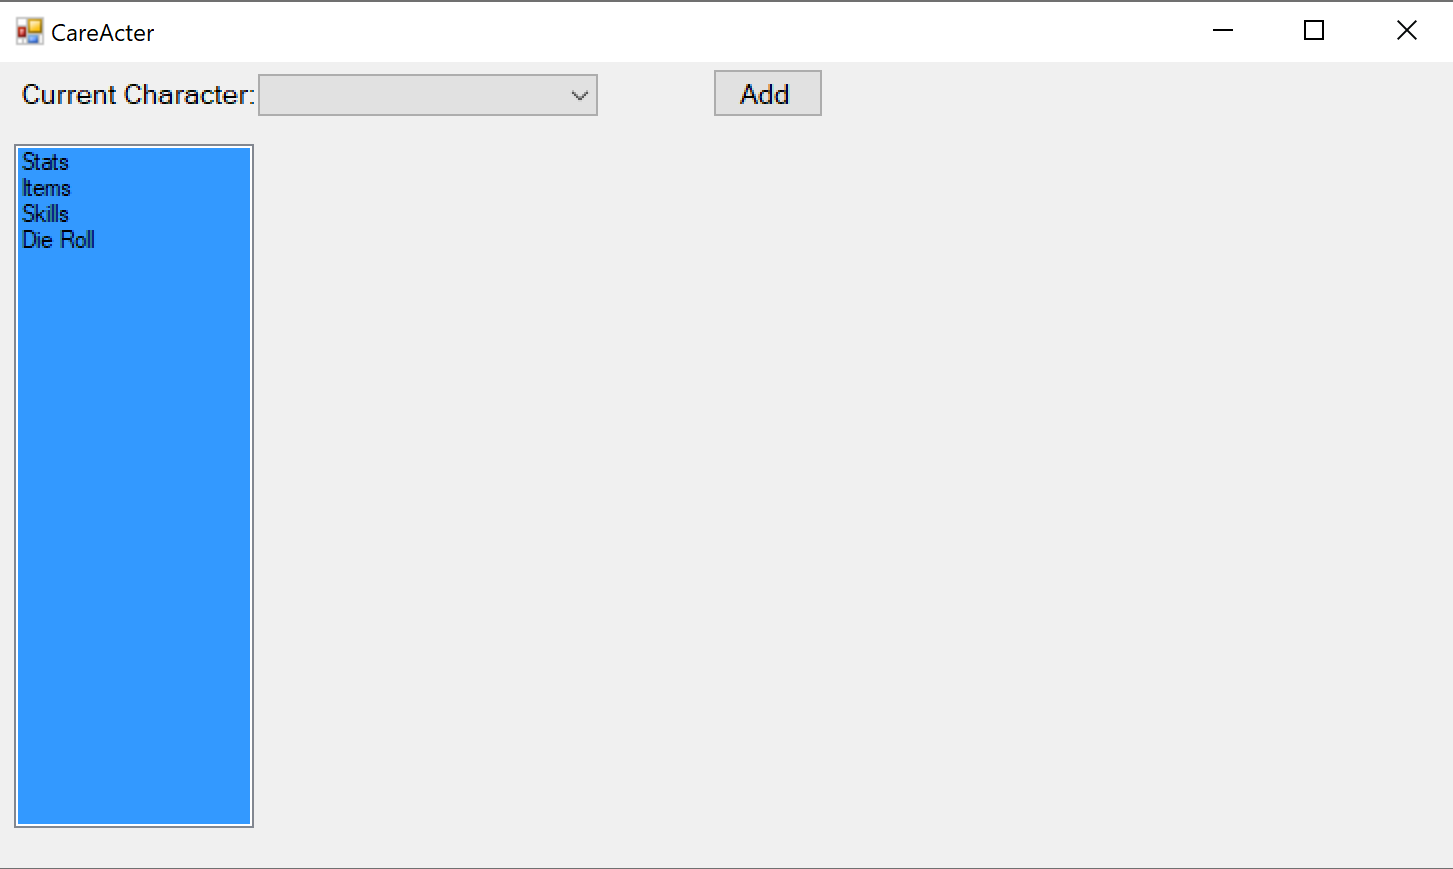 CareActer
Current Character:
Add
Stats
Items
Skills
Die Roll